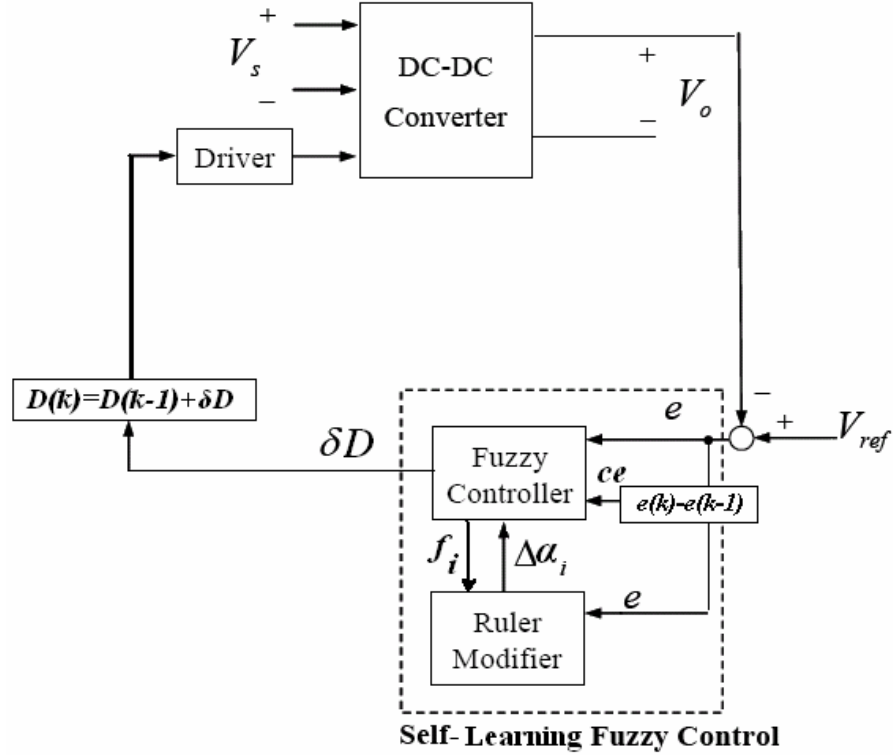 +
V_s
−
DC-DC
Converter
+
V_o
−
Driver
D(k)=D(k-1)+δD
δD
e
−
+
V_ref
Fuzzy
Controller
ce
e(k)-e(k-1)
f_i
Δα_i
e
Ruler
Modifier
Self- Learning Fuzzy Control